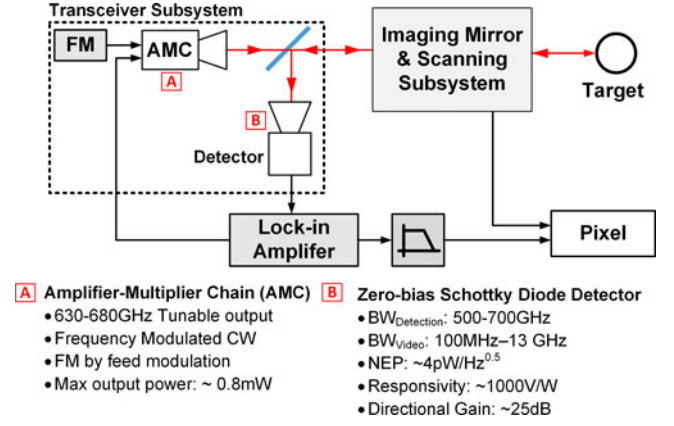 Transceiver Subsystem
FM
AMC
A
B
Detector
Imaging Mirror
& Scanning
Subsystem
Target
Lock-in
Amplifer
Pixel
A Amplifier-Multiplier Chain (AMC)
•630-680GHz Tunable output
•Frequency Modulated CW
•FM by feed modulation
•Max output power: ~ 0.8mW
B Zero-bias Schottky Diode Detector
•BWDetection: 500-700GHz
•BWVideo: 100MHz–13 GHz
•NEP: ~4pW/Hz0.5
•Responsivity: ~1000V/W
•Directional Gain: ~25dB